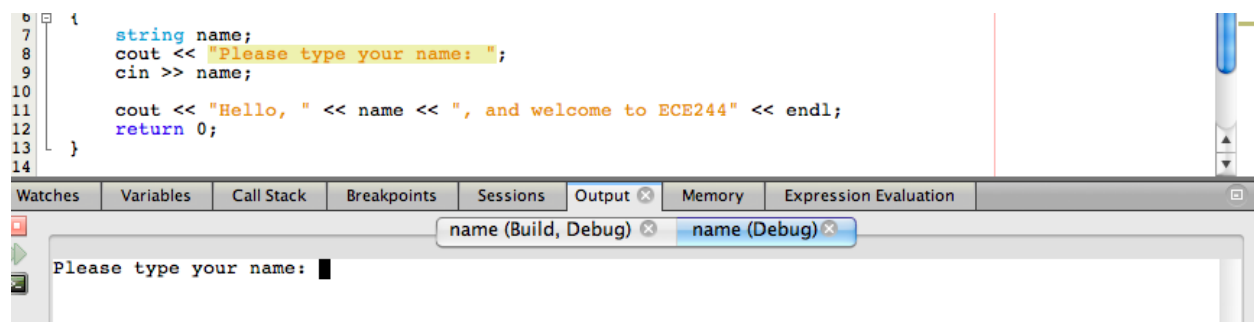 6 {
7 string name;
8 cout << "Please type your name: ";
9 cin >> name;
10
11 cout << "Hello, " << name << ", and welcome to ECE244" << endl;
12 return 0;
13 }
14
Watches Variables Call Stack Breakpoints Sessions Output Memory Expression Evaluation
name (Build, Debug) name (Debug)
Please type your name: